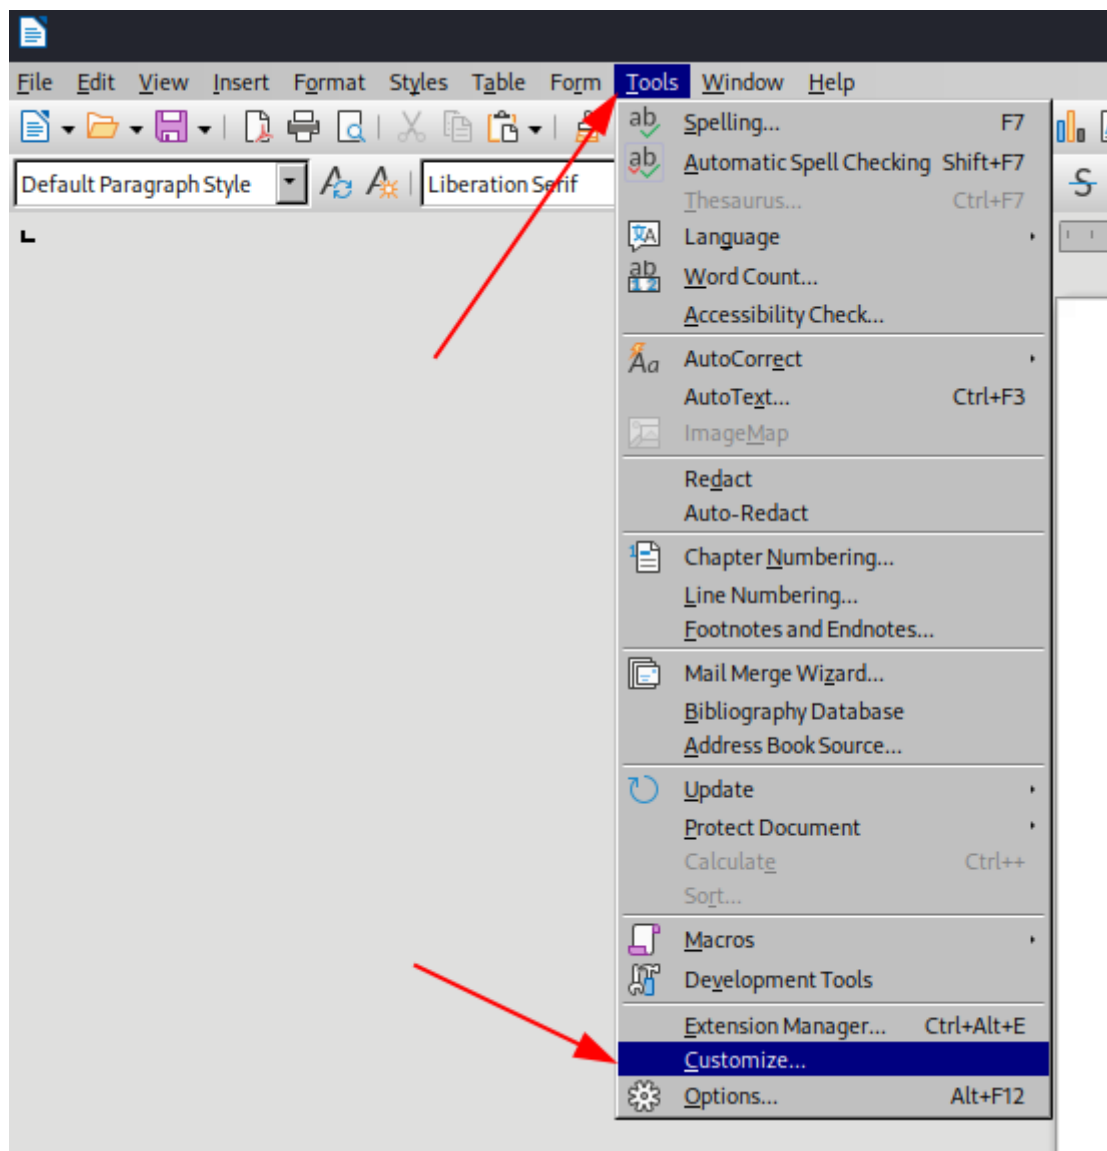 File Edit View Insert Format Styles Table Form Tools Window Help
Default Paragraph Style Liberation Serif
Spelling... F7
Automatic Spell Checking Shift+F7
Thesaurus... Ctrl+F7
Language
Word Count...
Accessibility Check...
AutoCorrect
AutoText... Ctrl+F3
ImageMap
Redact
Auto-Redact
Chapter Numbering...
Line Numbering...
Footnotes and Endnotes...
Mail Merge Wizard...
Bibliography Database
Address Book Source...
Update
Protect Document
Calculate Ctrl++
Sort...
Macros
Development Tools
Extension Manager... Ctrl+Alt+E
Customize...
Options... Alt+F12